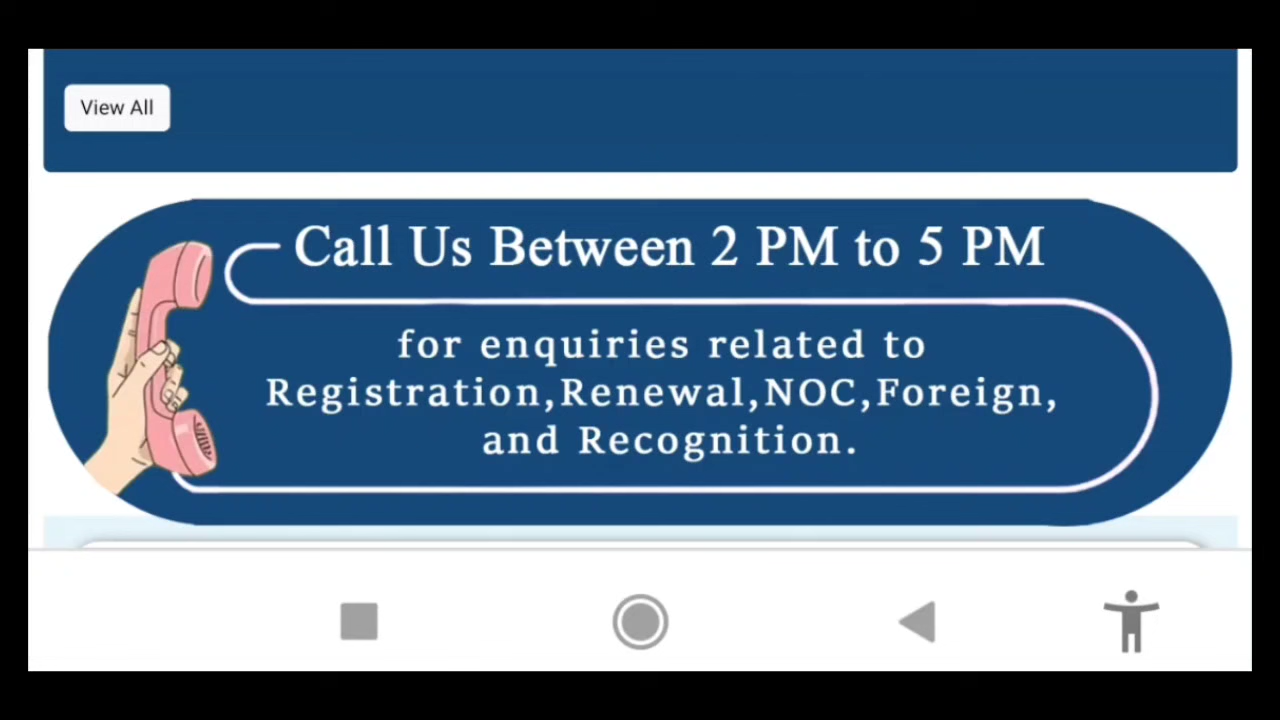 View All
Call Us Between 2 PM to 5 PM
for enquiries related to
Registration,Renewal,NOC,Foreign,
and Recognition.